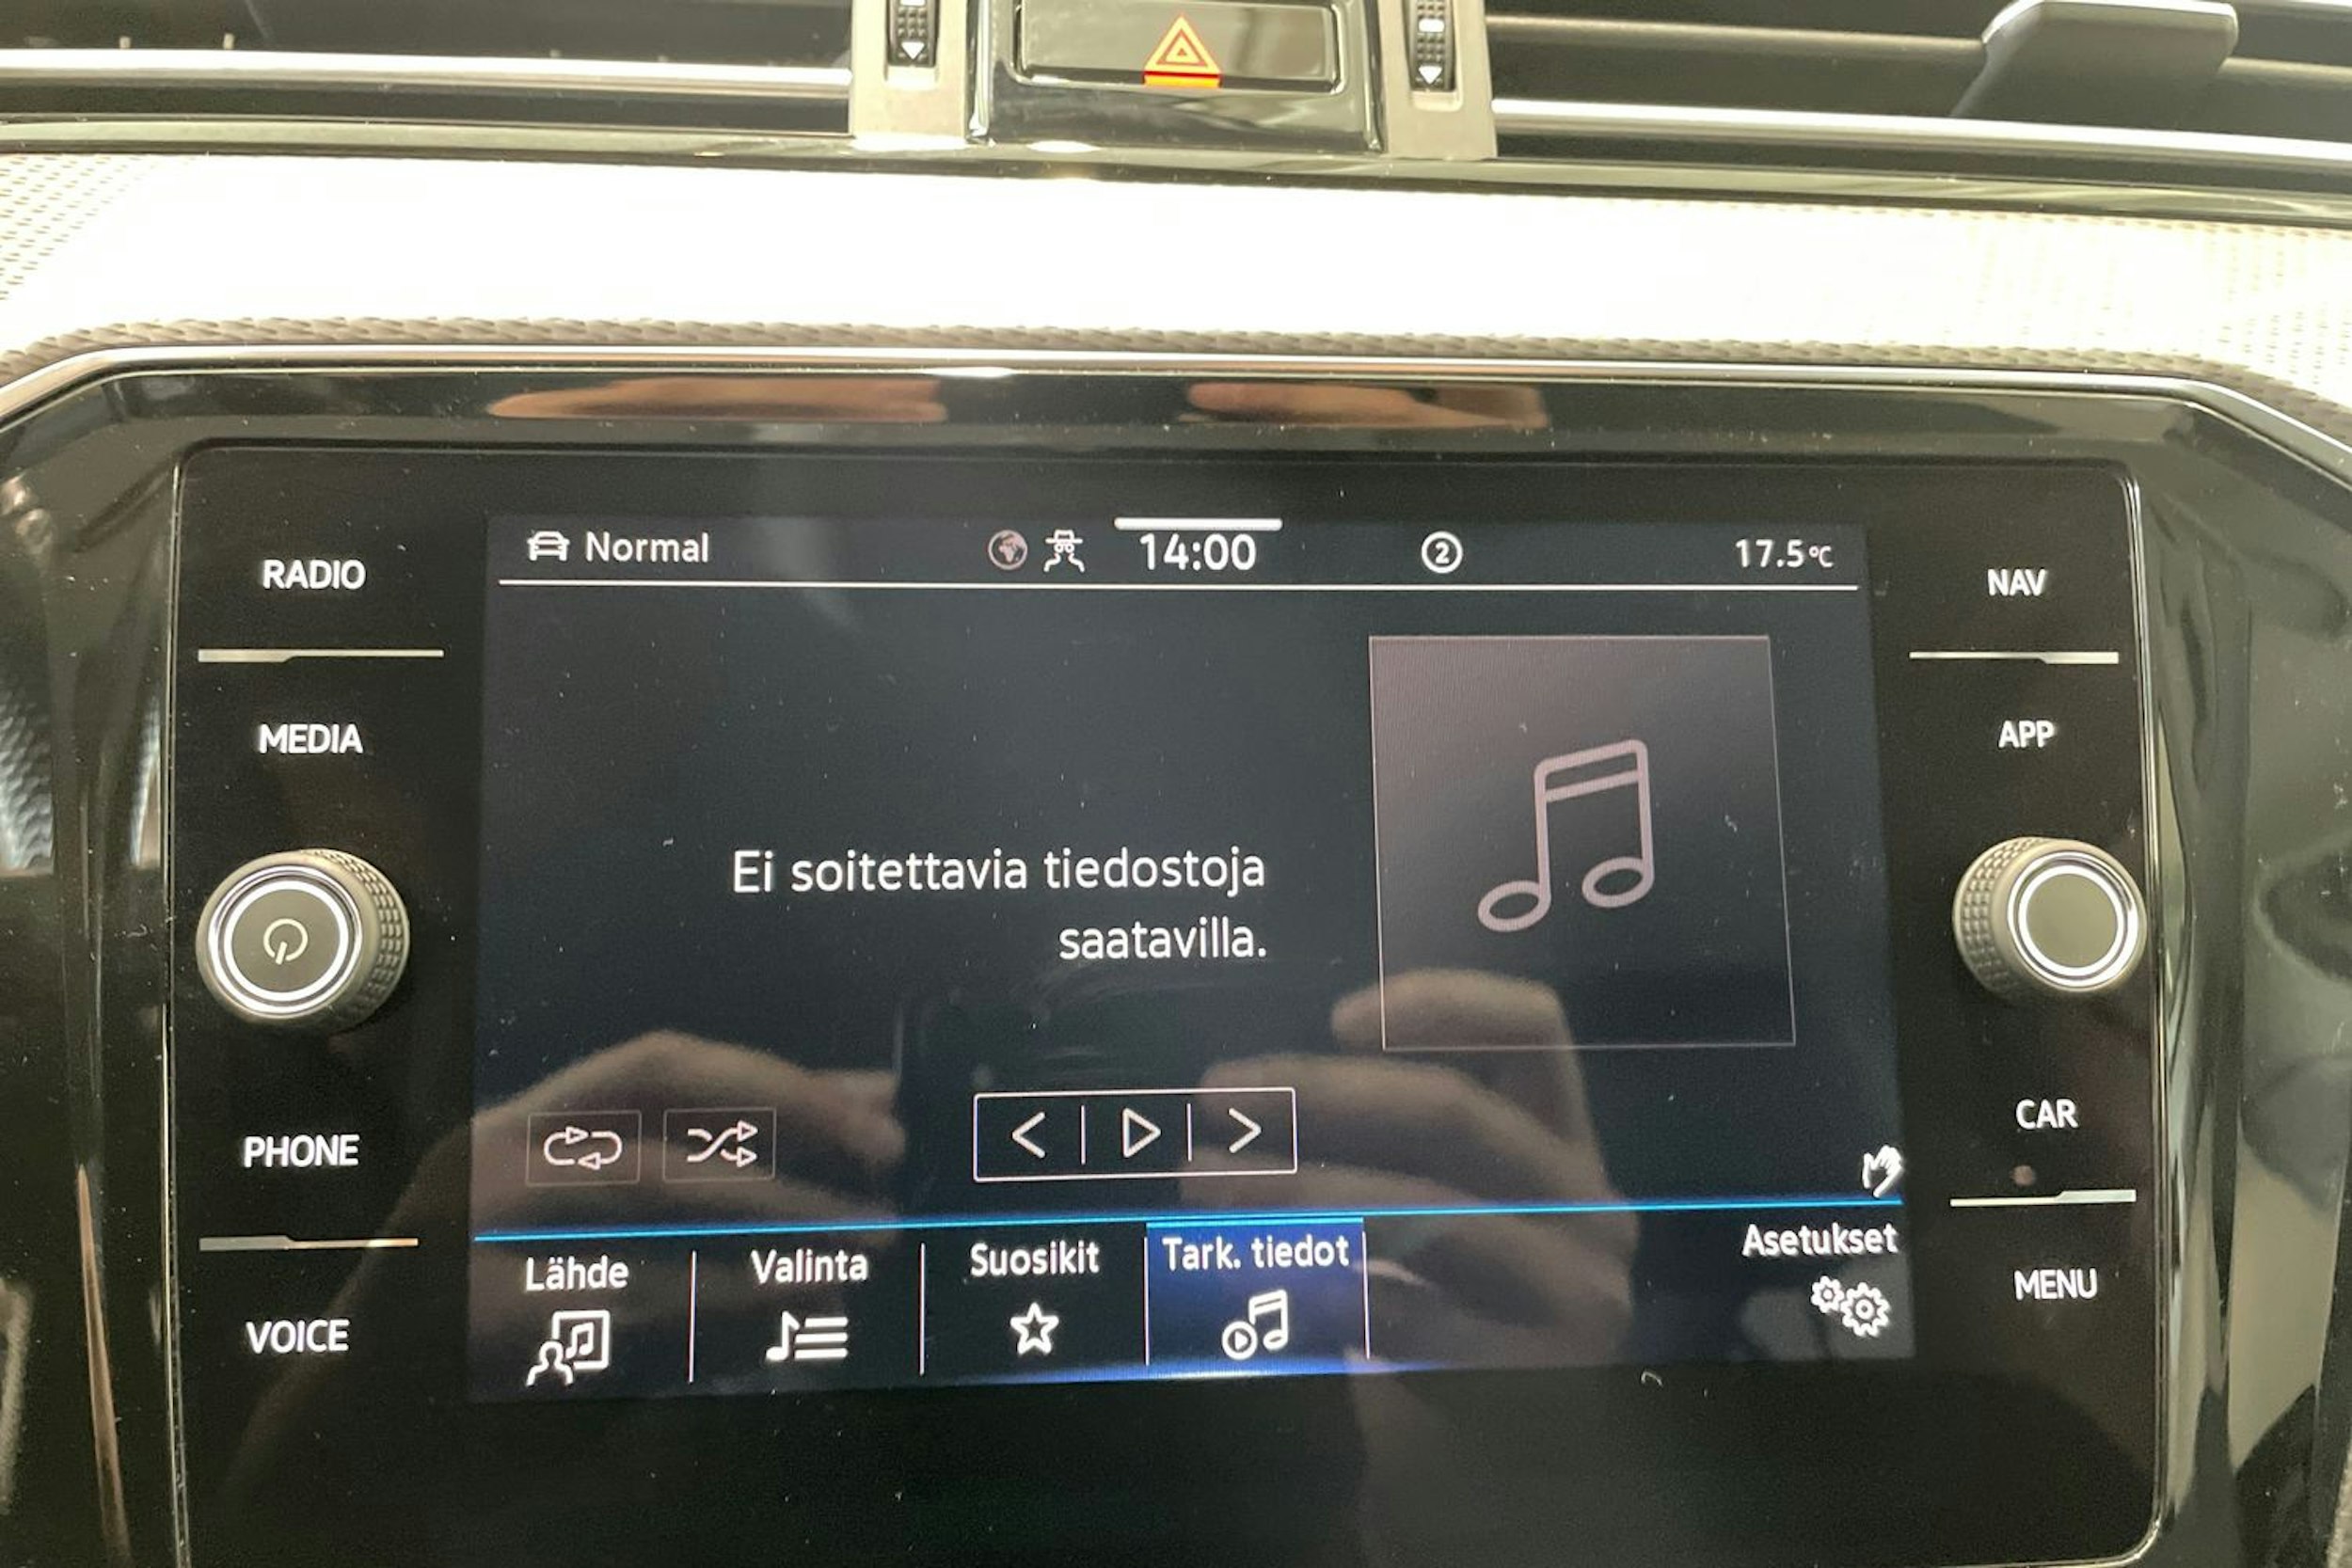 Normal 14:00 2 17.5°C
RADIO
NAV
MEDIA
APP
Ei soitettavia tiedostoja
saatavilla.
PHONE
CAR
Lähde Valinta Suosikit Tark. tiedot Asetukset
VOICE
MENU